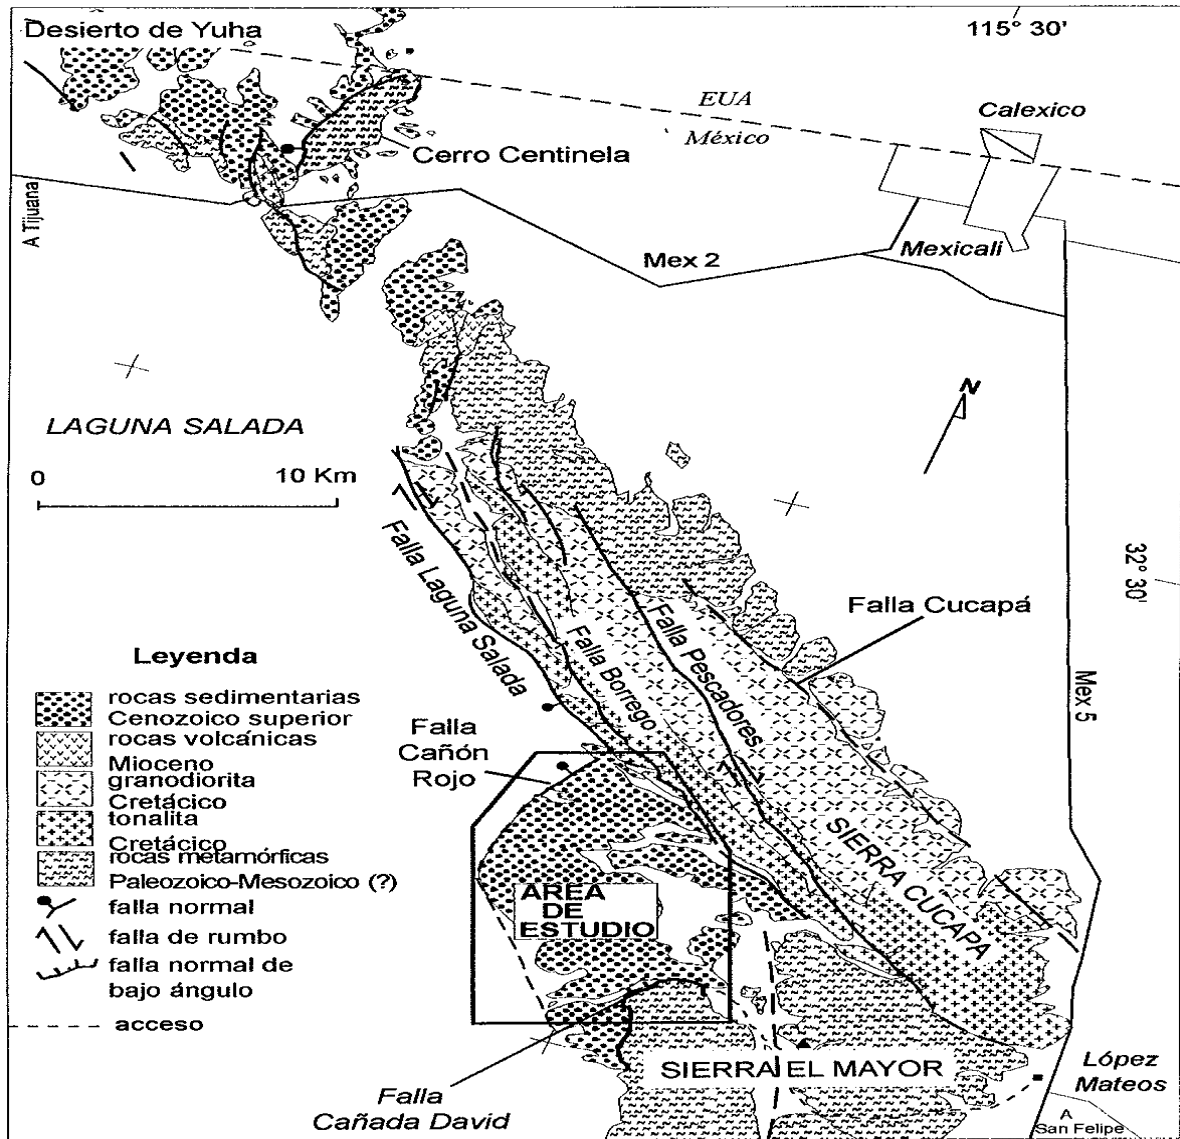 Desierto de Yuha
115° 30'
EUA
México
Calexico
Cerro Centinela
A Tijuana
Mex 2
Mexicali
N
LAGUNA SALADA
0
10 Km
32° 30'
Falla Laguna Salada
Falla Borrego
Falla Pescadores
Falla Cucapá
Mex 5
Leyenda
rocas sedimentarias
Cenozoico superior
rocas volcánicas
Mioceno
granodiorita
Cretácico
tonalita
Cretácico
rocas metamórficas
Paleozoico-Mesozoico (?)
falla normal
falla de rumbo
falla normal de
bajo ángulo
acceso
Falla
Cañón
Rojo
AREA
DE
ESTUDIO
SIERRA CUCAPA
SIERRA EL MAYOR
López
Mateos
Falla
Cañada David
A
San Felipe